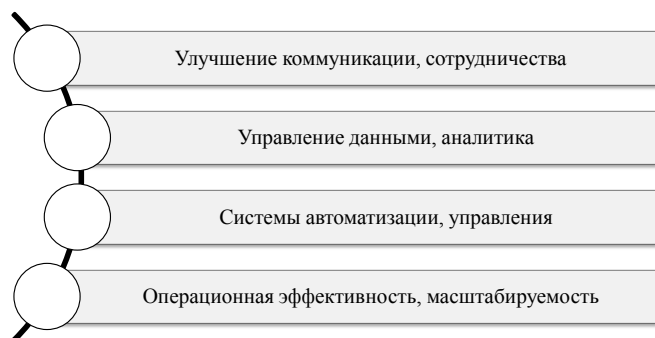 Улучшение коммуникации, сотрудничества
Управление данными, аналитика
Системы автоматизации, управления
Операционная эффективность, масштабируемость